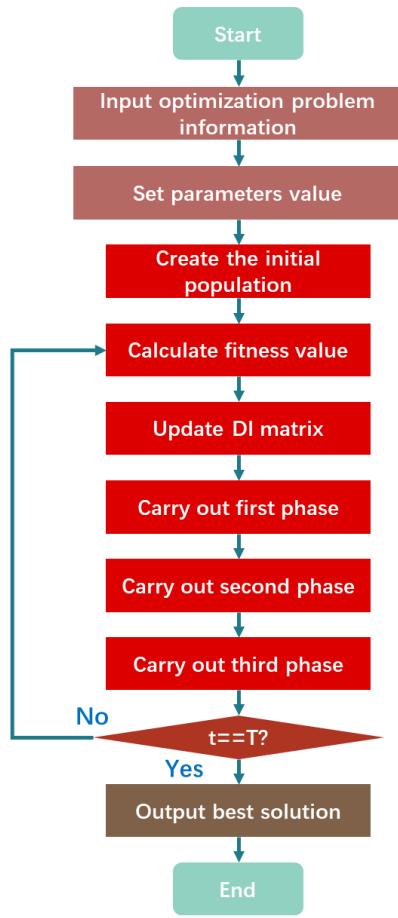 Start
Input optimization problem
information
Set parameters value
Create the initial
population
Calculate fitness value
Update DI matrix
Carry out first phase
Carry out second phase
Carry out third phase
No
t==T?
Yes
Output best solution
End